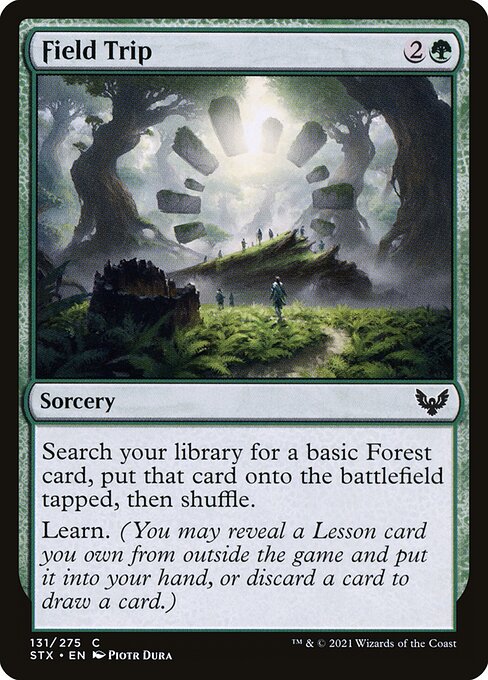 Field Trip 2
Sorcery
Search your library for a basic Forest
card, put that card onto the battlefield
tapped, then shuffle.
Learn. (You may reveal a Lesson card
you own from outside the game and put
it into your hand, or discard a card to
draw a card.)
131/275 C
STX • EN Piotr Dura
™ & © 2021 Wizards of the Coast